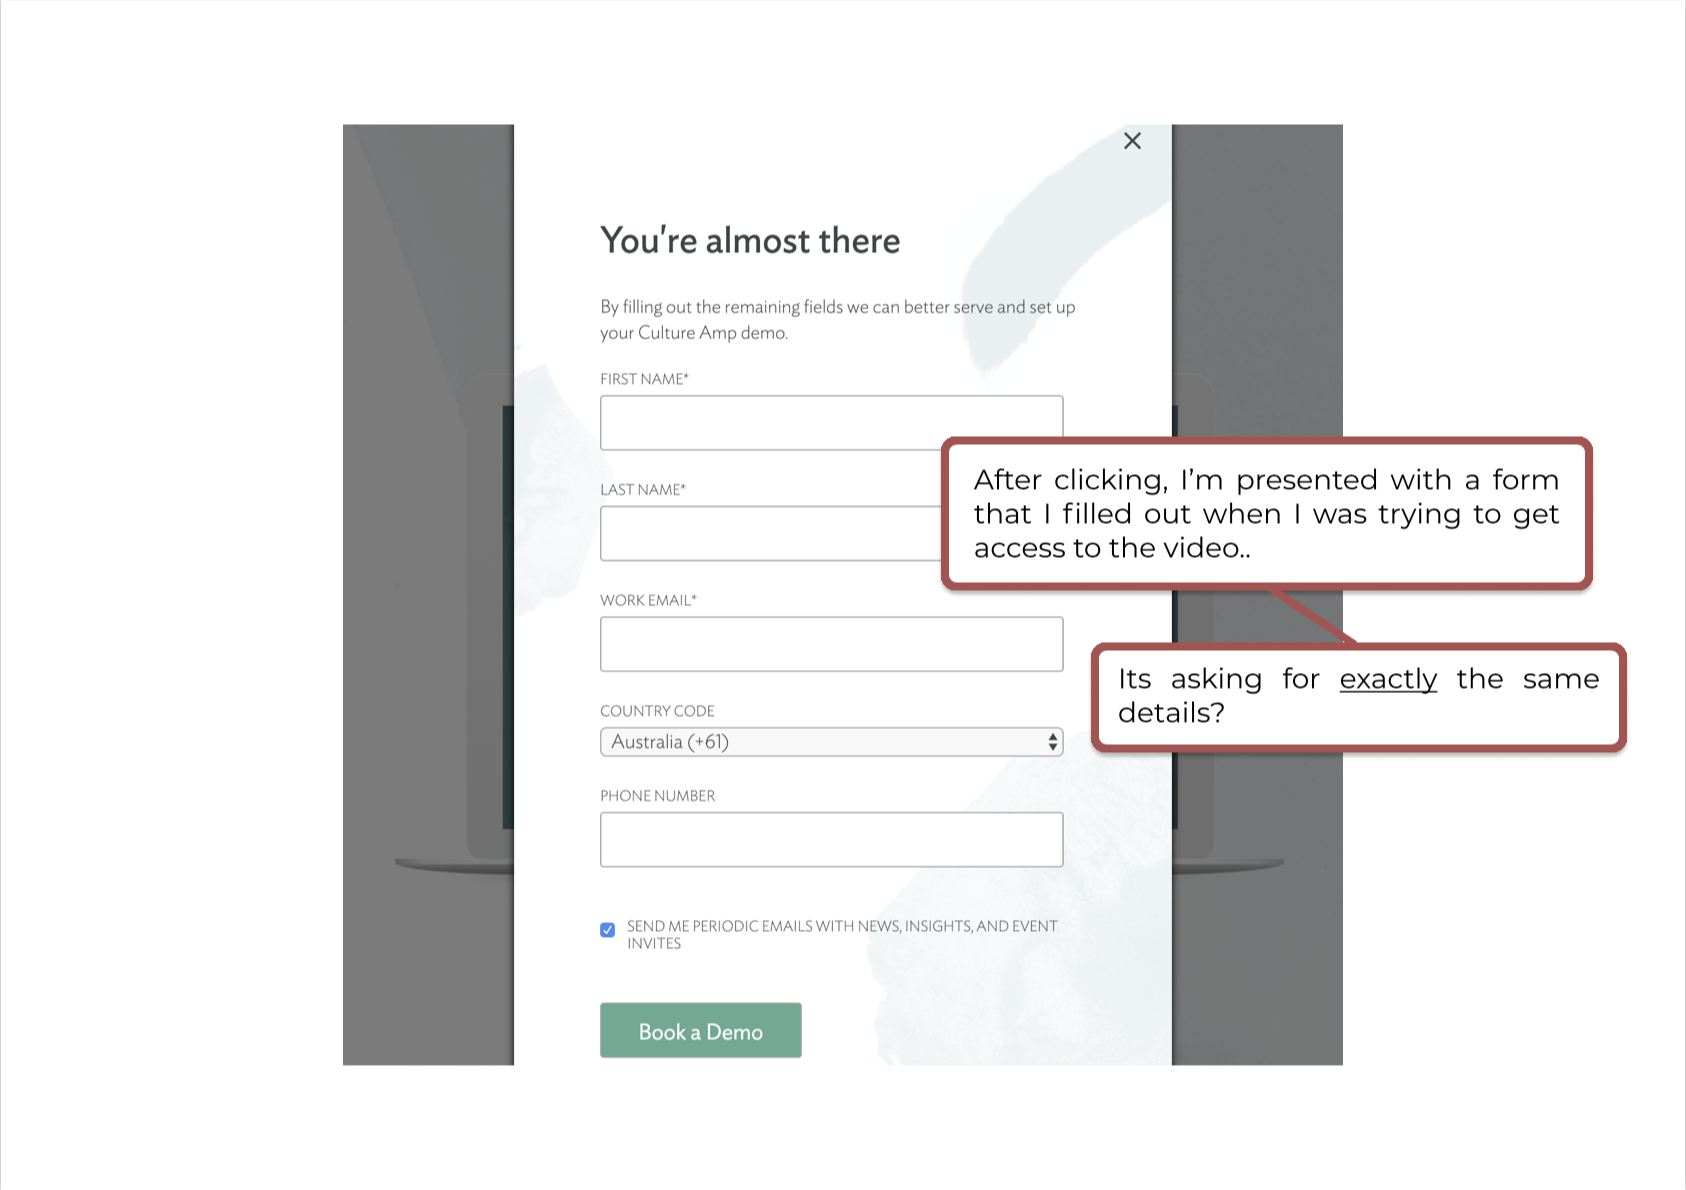 You're almost there
By filling out the remaining fields we can better serve and set up
your Culture Amp demo.
FIRST NAME*
After clicking, I'm presented with a form
that I filled out when I was trying to get
access to the video..
LAST NAME*
WORK EMAIL*
Its asking for exactly the same
details?
COUNTRY CODE
Australia (+61)
PHONE NUMBER
SEND ME PERIODIC EMAILS WITH NEWS, INSIGHTS, AND EVENT
INVITES
Book a Demo